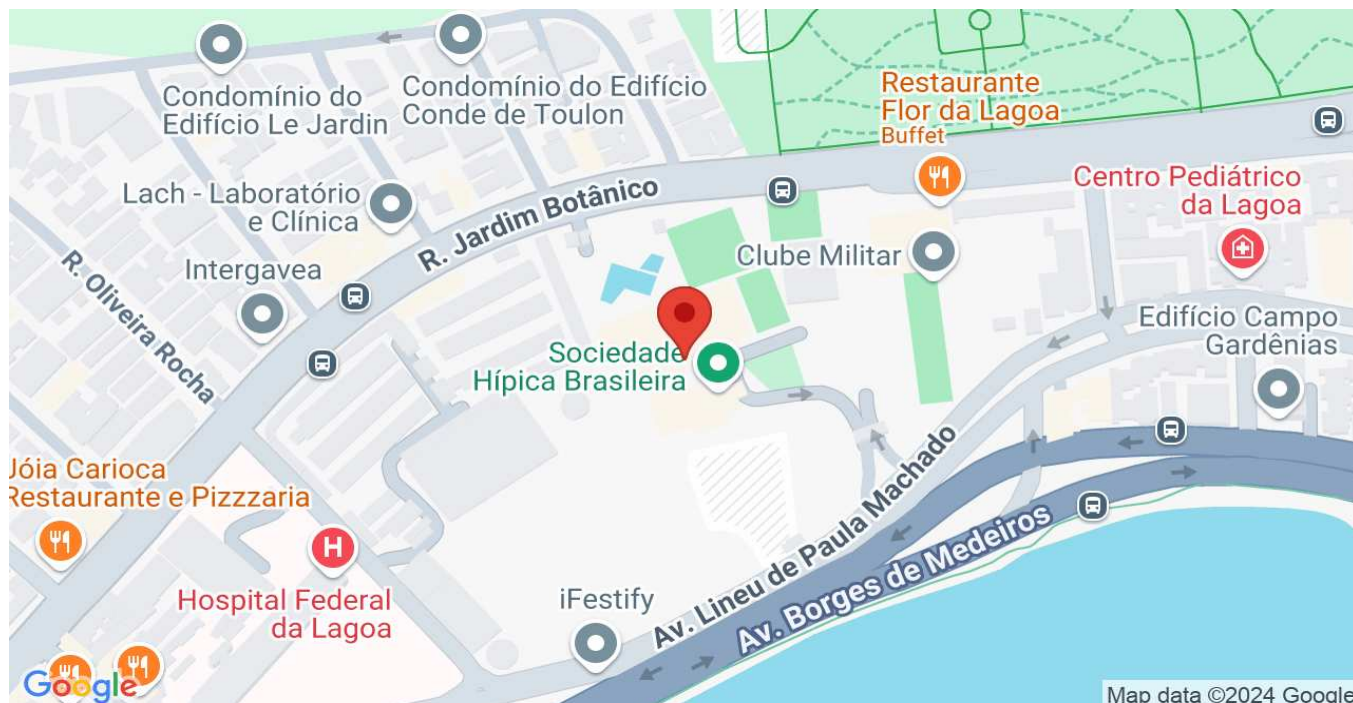 Condomínio do
Edifício Le Jardin
Condomínio do Edifício
Conde de Toulon
Restaurante
Flor da Lagoa
Buffet
Lach - Laboratório
e Clínica
R. Jardim Botânico
Centro Pediátrico
da Lagoa
Clube Militar
Intergavea
R. Oliveira Rocha
Sociedade
Hípica Brasileira
Edifício Campo
Gardênias
Jóia Carioca
Restaurante e Pizzzaria
H
Hospital Federal
da Lagoa
iFestify
Av. Lineu de Paula Machado
Av. Borges de Medeiros
Google
Map data ©2024 Google